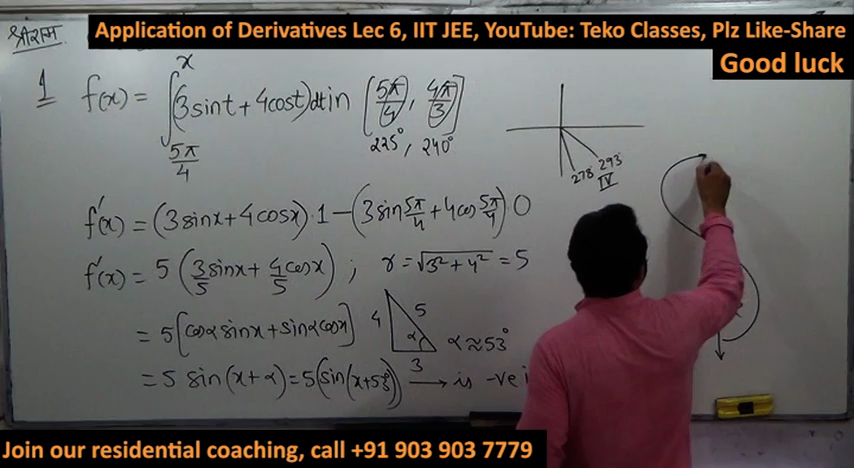 Application of Derivatives Lec 6, IIT JEE, YouTube: Teko Classes, Plz Like-Share
Good luck
श्रीराम
1 f(x) = ∫_{5π/4}^{x} (3sint + 4cost)dt in [5π/4, 4π/3]
225°, 240°
278° 293°
IV
f'(x) = (3sinx + 4cosx)·1 − (3sin 5π/4 + 4cos 5π/4) 0
f'(x) = 5 (3/5 sinx + 4/5 cosx) ; r = √3² + 4² = 5
= 5[cosα sinx + sinα cosx] 4 5 α 3 α ≈ 53°
= 5 sin(x + α) = 5(sin(x + 53°)) → is -ve i
Join our residential coaching, call +91 903 903 7779